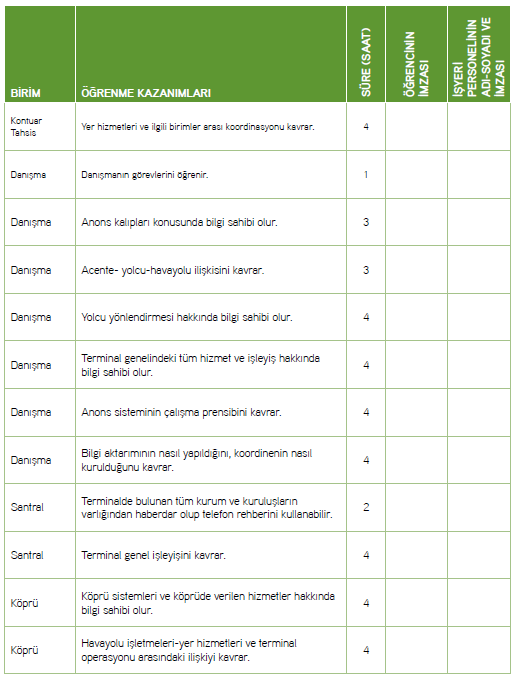 BİRİM
ÖĞRENME KAZANIMLARI
SÜRE (SAAT)
ÖĞRENCİNİN
İMZASI
İŞYERİ
PERSONELİNİN
ADI-SOYADI VE
İMZASI
Kontuar
Tahsis
Yer hizmetleri ve ilgili birimler arası koordinasyonu kavrar.
4
Danışma
Danışmanın görevlerini öğrenir.
1
Danışma
Anons kalıpları konusunda bilgi sahibi olur.
3
Danışma
Acente- yolcu-havayolu ilişkisini kavrar.
3
Danışma
Yolcu yönlendirmesi hakkında bilgi sahibi olur.
4
Danışma
Terminal genelindeki tüm hizmet ve işleyiş hakkında
bilgi sahibi olur.
4
Danışma
Anons sisteminin çalışma prensibini kavrar.
4
Danışma
Bilgi aktarımının nasıl yapıldığını, koordinenin nasıl
kurulduğunu kavrar.
4
Santral
Terminalde bulunan tüm kurum ve kuruluşların
varlığından haberdar olup telefon rehberini kullanabilir.
2
Santral
Terminal genel işleyişini kavrar.
4
Köprü
Köprü sistemleri ve köprüde verilen hizmetler hakkında
bilgi sahibi olur.
4
Köprü
Havayolu işletmeleri-yer hizmetleri ve terminal
operasyonu arasındaki ilişkiyi kavrar.
4